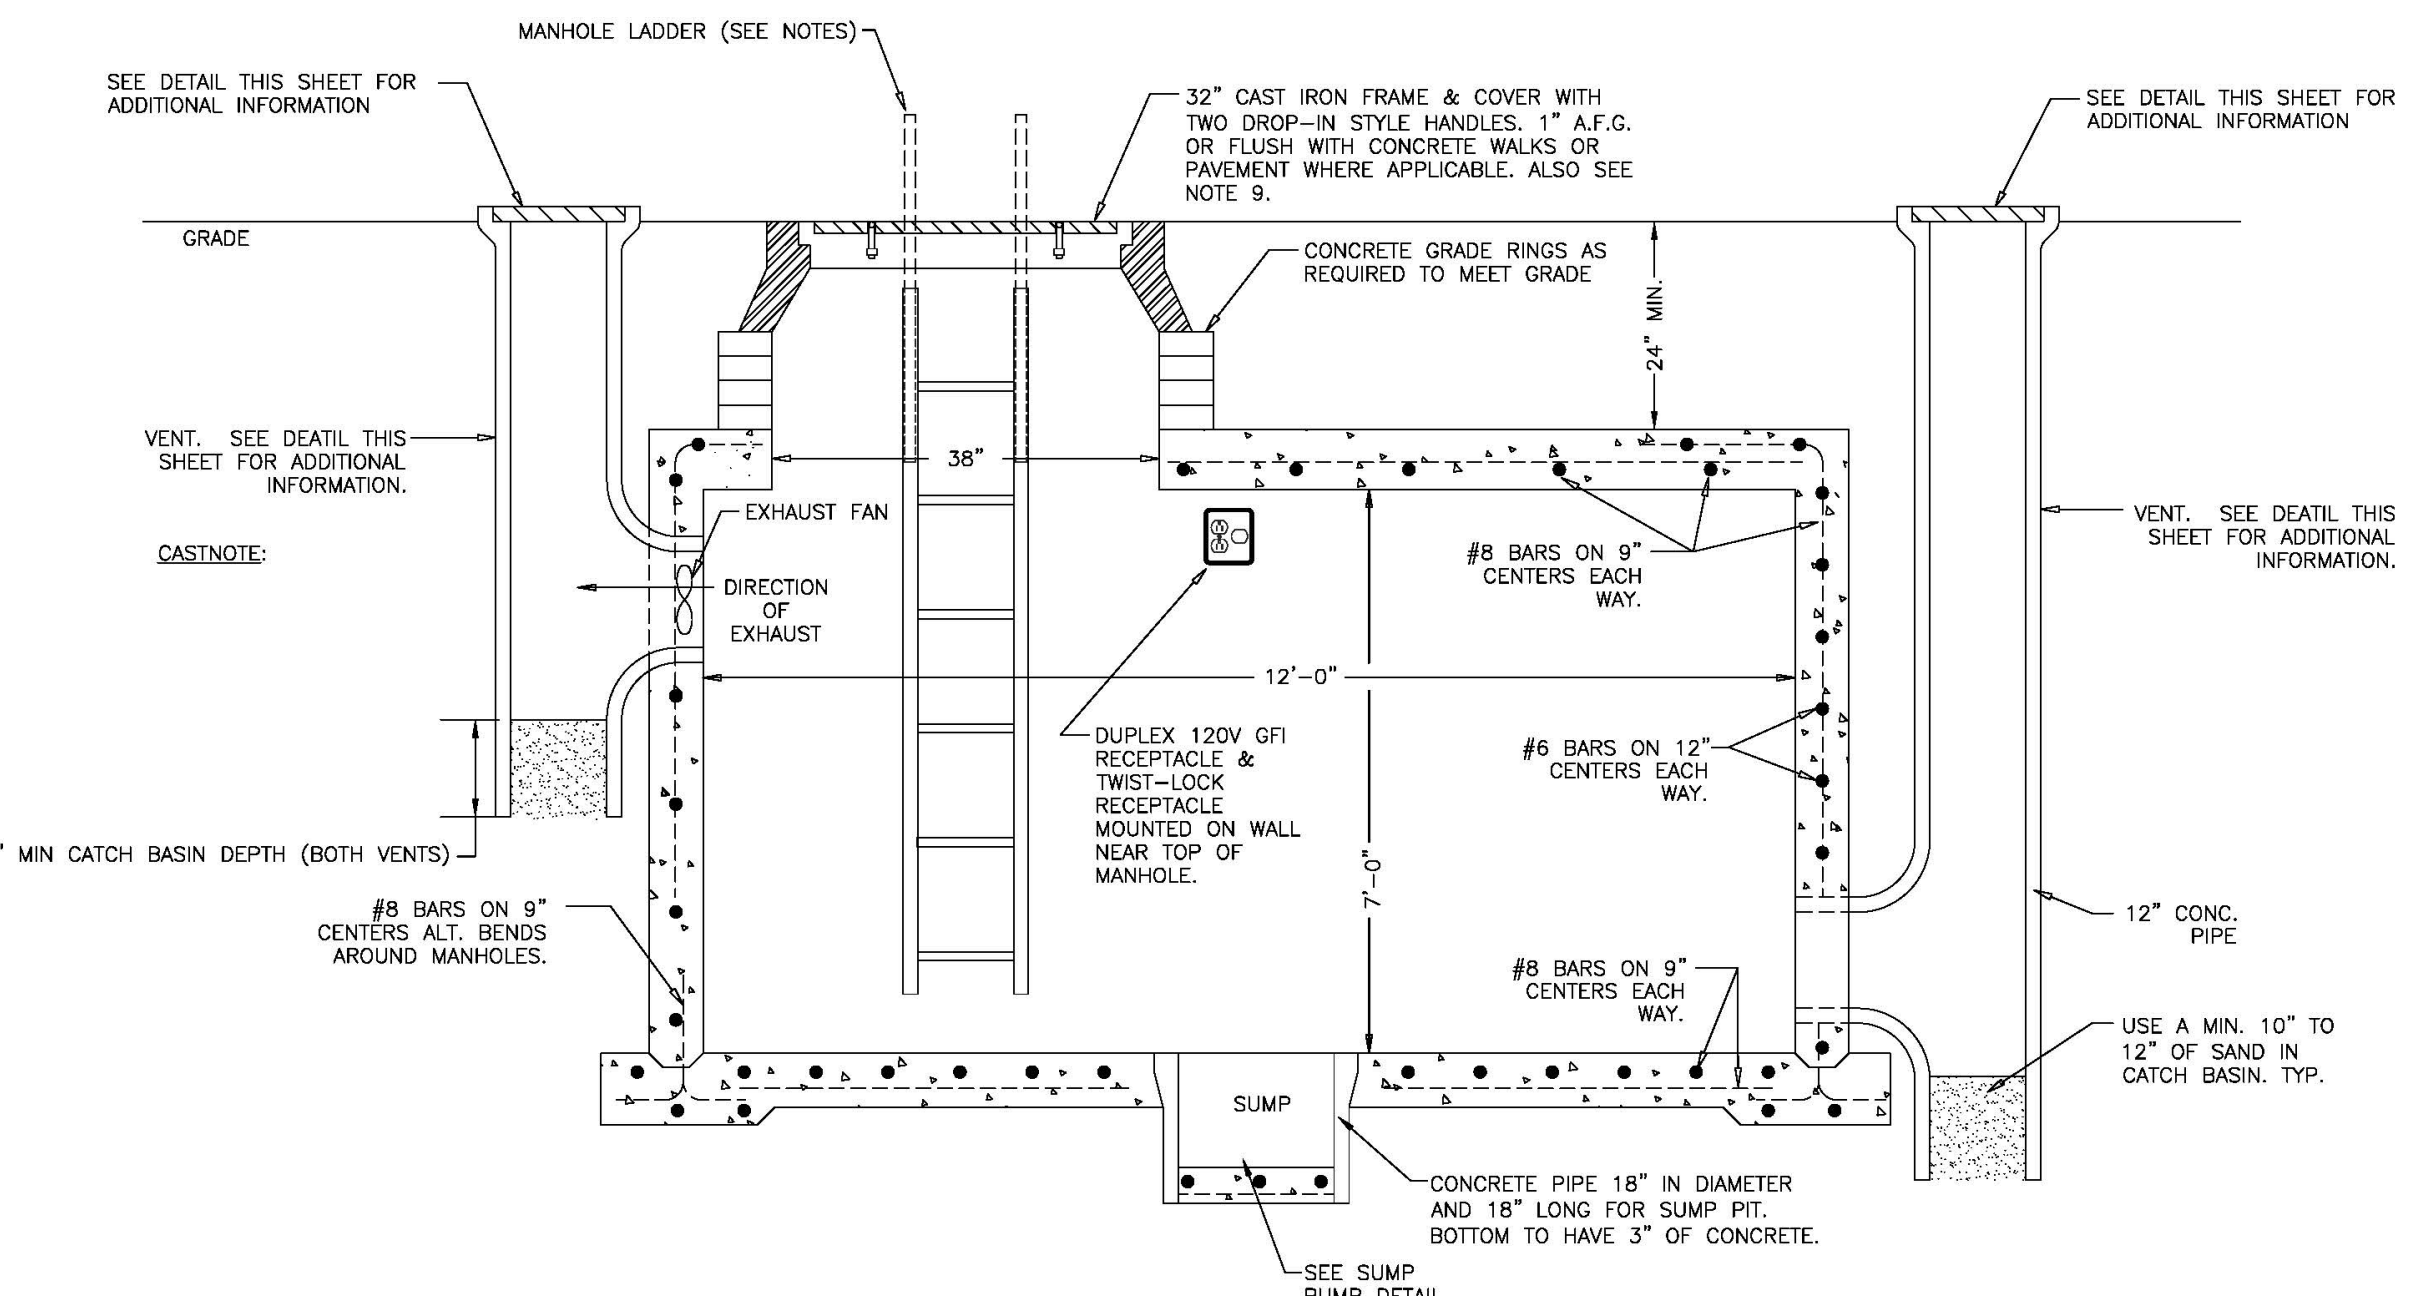 MANHOLE LADDER (SEE NOTES)
SEE DETAIL THIS SHEET FOR
ADDITIONAL INFORMATION
32" CAST IRON FRAME & COVER WITH
TWO DROP-IN STYLE HANDLES. 1" A.F.G.
OR FLUSH WITH CONCRETE WALKS OR
PAVEMENT WHERE APPLICABLE. ALSO SEE
NOTE 9.
SEE DETAIL THIS SHEET FOR
ADDITIONAL INFORMATION
GRADE
CONCRETE GRADE RINGS AS
REQUIRED TO MEET GRADE
24" MIN.
VENT. SEE DEATIL THIS
SHEET FOR ADDITIONAL
INFORMATION.
38"
EXHAUST FAN
CASTNOTE:
DIRECTION
OF
EXHAUST
#8 BARS ON 9"
CENTERS EACH
WAY.
VENT. SEE DEATIL THIS
SHEET FOR ADDITIONAL
INFORMATION.
12'-0"
DUPLEX 120V GFI
RECEPTACLE &
TWIST-LOCK
RECEPTACLE
MOUNTED ON WALL
NEAR TOP OF
MANHOLE.
#6 BARS ON 12"
CENTERS EACH
WAY.
7'-0"
" MIN CATCH BASIN DEPTH (BOTH VENTS)
#8 BARS ON 9"
CENTERS ALT. BENDS
AROUND MANHOLES.
12" CONC.
PIPE
#8 BARS ON 9"
CENTERS EACH
WAY.
USE A MIN. 10" TO
12" OF SAND IN
CATCH BASIN. TYP.
SUMP
CONCRETE PIPE 18" IN DIAMETER
AND 18" LONG FOR SUMP PIT.
BOTTOM TO HAVE 3" OF CONCRETE.
SEE SUMP
PUMP DETAIL